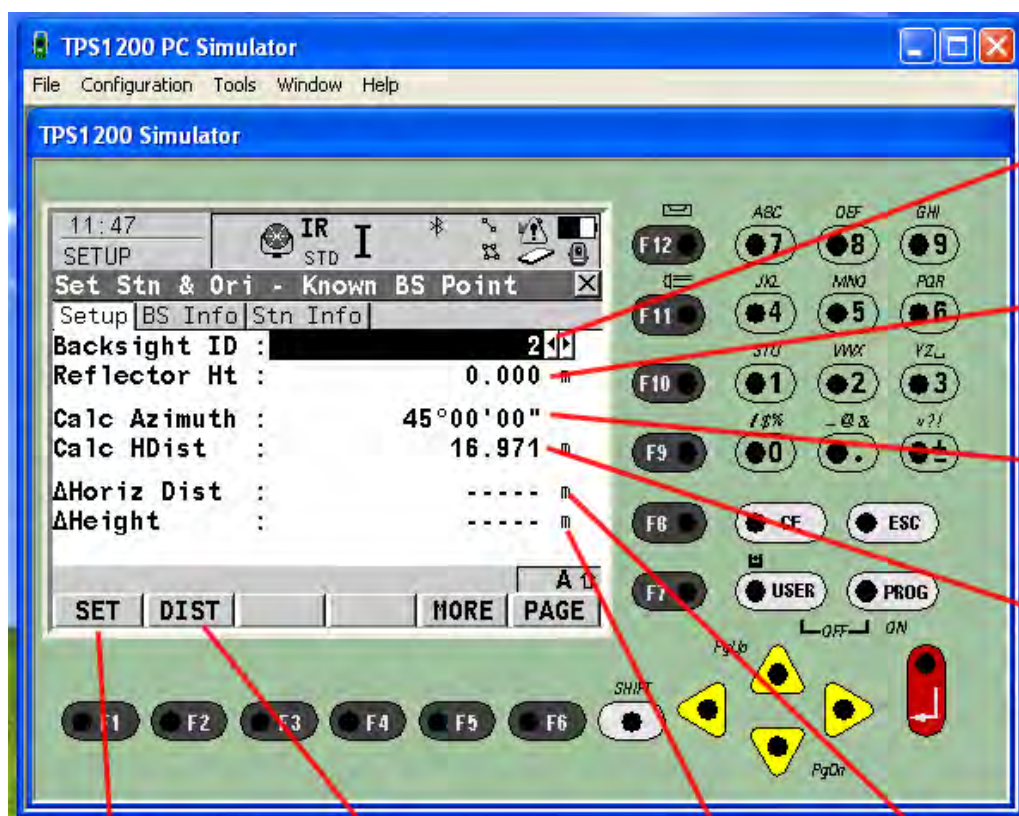 TPS1200 PC Simulator
File Configuration Tools Window Help
TPS1200 Simulator
11:47
SETUP
IR
STD
I
Set Stn & Ori - Known BS Point
Setup BS Info Stn Info
Backsight ID : 2
Reflector Ht : 0.000 m
Calc Azimuth : 45°00'00"
Calc HDist : 16.971 m
ΔHoriz Dist : ----- m
ΔHeight : ----- m
A
SET DIST MORE PAGE
F12 ABC 7 DEF 8 GHI 9
F11 JKL 4 MNO 5 PQR 6
F10 STU 1 VWX 2 YZ 3
F9 /$% 0 _@& . ±
F8 CE ESC
F7 USER PROG
OFF ON
F1 F2 F3 F4 F5 F6
SHIFT
PgUp
PgDn